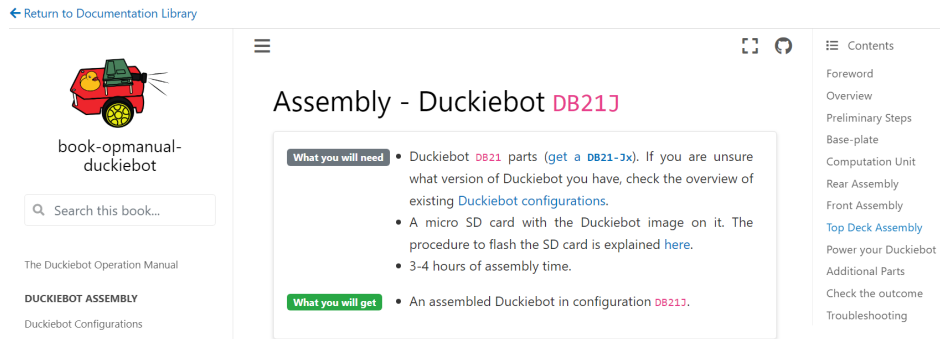 Return to Documentation Library
book-opmanual-
duckiebot
Search this book...
The Duckiebot Operation Manual
DUCKIEBOT ASSEMBLY
Duckiebot Configurations
Assembly - Duckiebot DB21J
What you will need
• Duckiebot DB21 parts (get a DB21-Jx). If you are unsure
what version of Duckiebot you have, check the overview of
existing Duckiebot configurations.
• A micro SD card with the Duckiebot image on it. The
procedure to flash the SD card is explained here.
• 3-4 hours of assembly time.
What you will get
• An assembled Duckiebot in configuration DB21J.
Contents
Foreword
Overview
Preliminary Steps
Base-plate
Computation Unit
Rear Assembly
Front Assembly
Top Deck Assembly
Power your Duckiebot
Additional Parts
Check the outcome
Troubleshooting